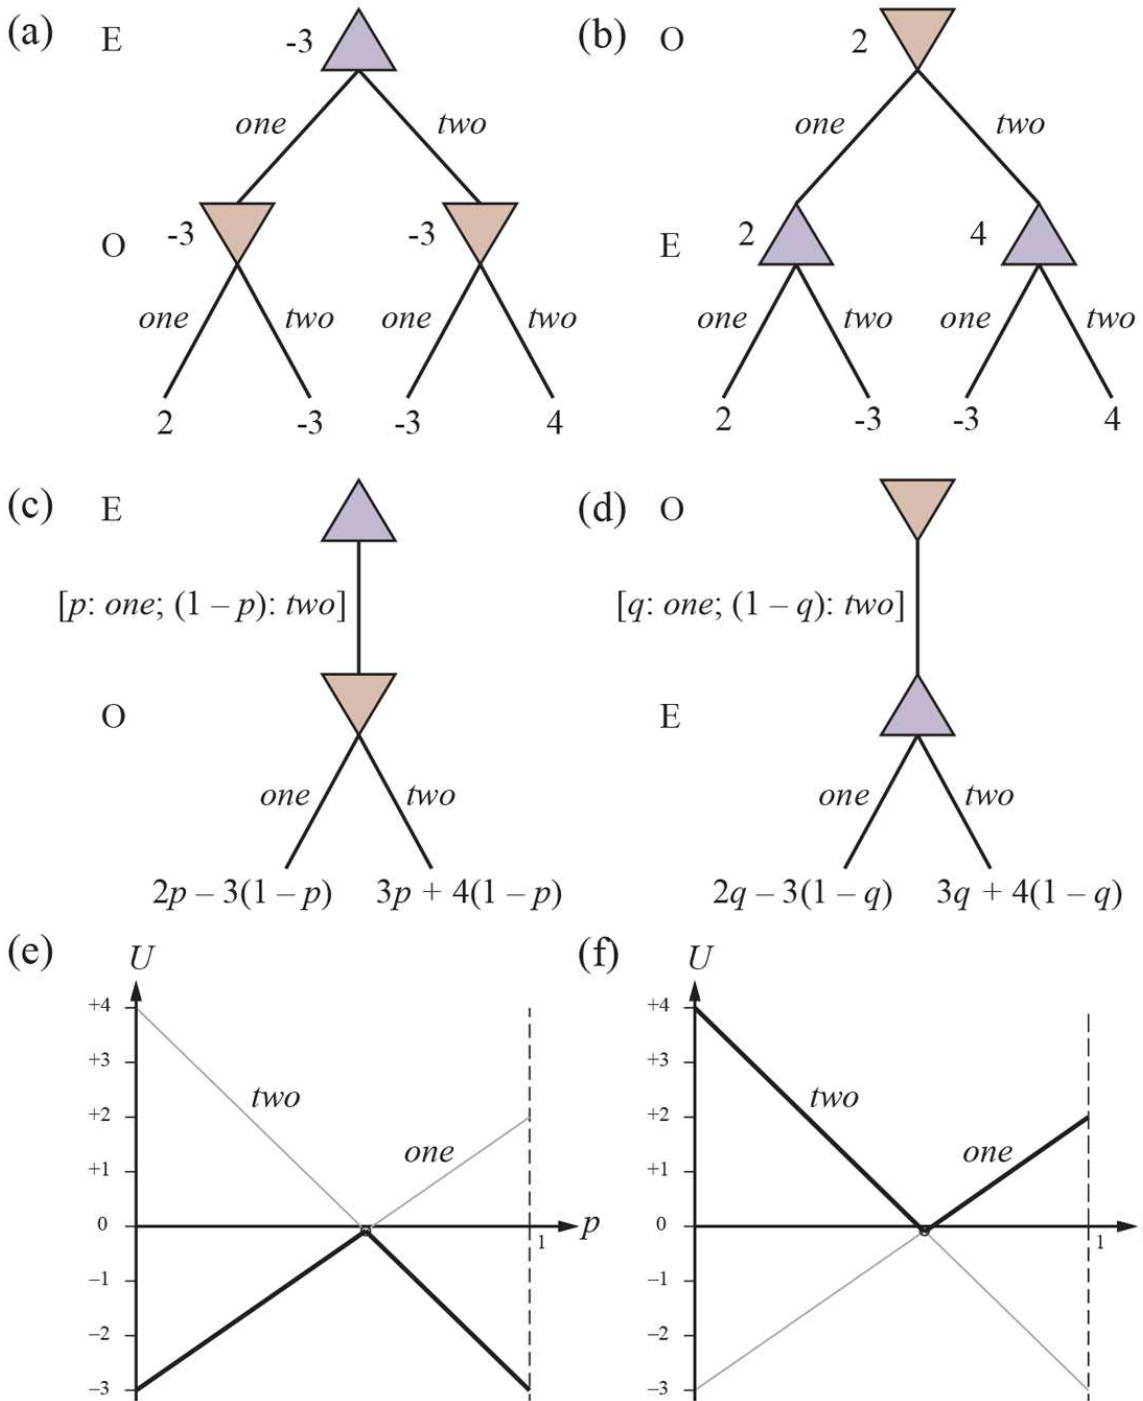 (a) E -3 (b) O 2
one two one two
O -3 -3 E 2 4
one two one two one two one two
2 -3 -3 4 2 -3 -3 4
(c) E (d) O
[p: one; (1 – p): two] [q: one; (1 – q): two]
O E
one two one two
2p – 3(1 – p) 3p + 4(1 – p) 2q – 3(1 – q) 3q + 4(1 – q)
(e) U (f) U
+4 +4
+3 +3
two two
+2 +2
one one
+1 +1
0 p 0
1 1
–1 –1
–2 –2
–3 –3